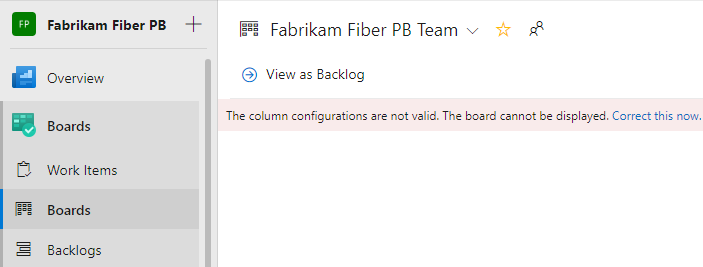 FP Fabrikam Fiber PB
Overview
Boards
Work Items
Boards
Backlogs
Fabrikam Fiber PB Team
View as Backlog
The column configurations are not valid. The board cannot be displayed. Correct this now.